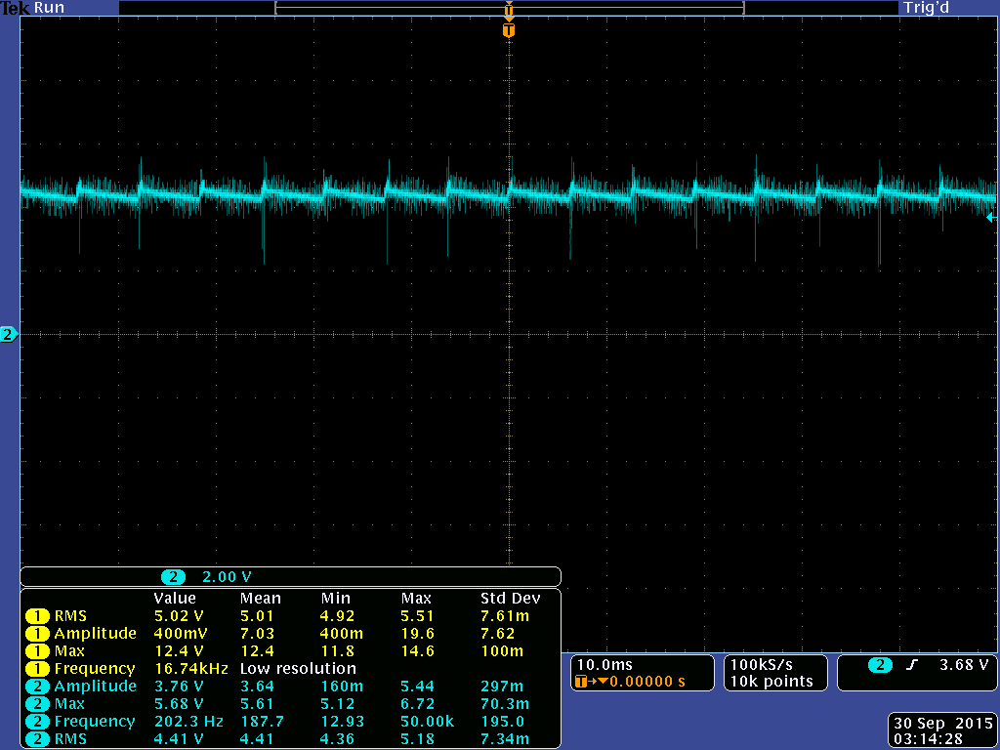 Tek Run Trig'd
T
T
2
2 2.00 V
Value Mean Min Max Std Dev
1 RMS 5.02 V 5.01 4.92 5.51 7.61m
1 Amplitude 400mV 7.03 400m 19.6 7.62
1 Max 12.4 V 12.4 11.8 14.6 100m
1 Frequency 16.74kHz Low resolution
2 Amplitude 3.76 V 3.64 160m 5.44 297m
2 Max 5.68 V 5.61 5.12 6.72 70.3m
2 Frequency 202.3 Hz 187.7 12.93 50.00k 195.0
2 RMS 4.41 V 4.41 4.36 5.18 7.34m
10.0ms
T→▼0.00000 s
100kS/s
10k points
2 3.68 V
30 Sep 2015
03:14:28